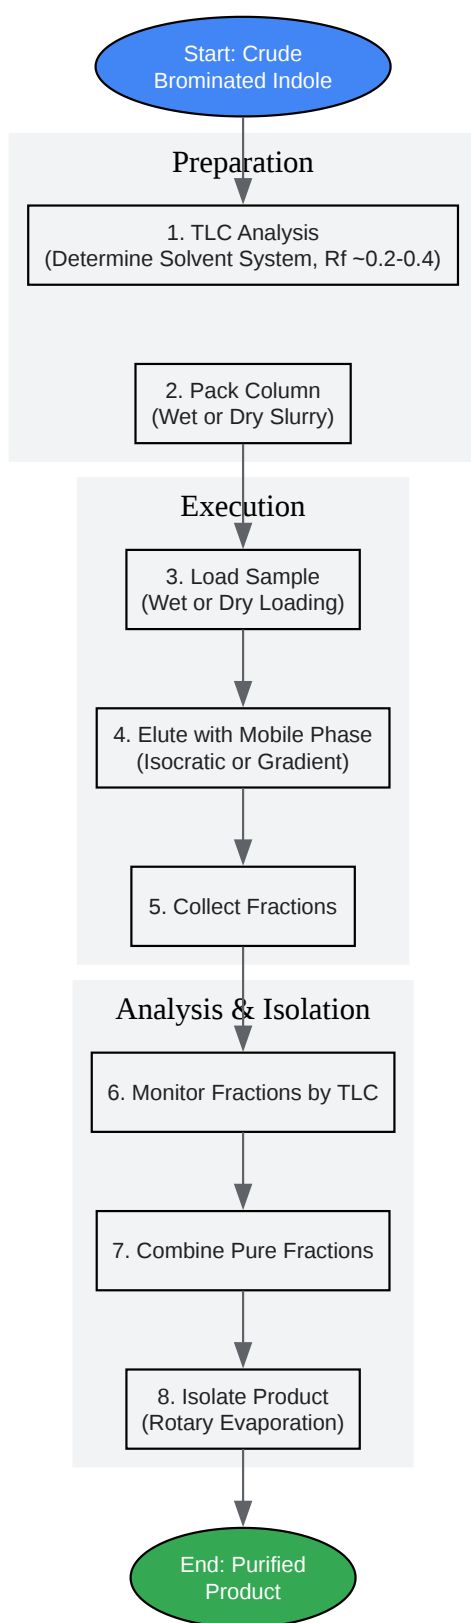 Start: Crude
Brominated Indole
Preparation
1. TLC Analysis
(Determine Solvent System, Rf ~0.2-0.4)
2. Pack Column
(Wet or Dry Slurry)
Execution
3. Load Sample
(Wet or Dry Loading)
4. Elute with Mobile Phase
(Isocratic or Gradient)
5. Collect Fractions
Analysis & Isolation
6. Monitor Fractions by TLC
7. Combine Pure Fractions
8. Isolate Product
(Rotary Evaporation)
End: Purified
Product